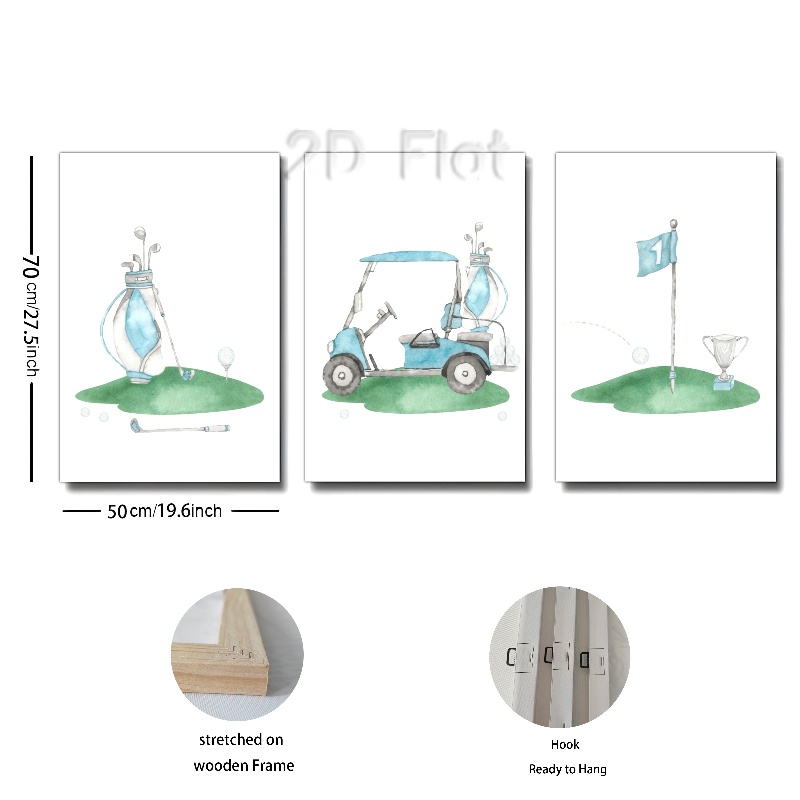 2D Flat
70 cm/27.5inch
1
50cm/19.6inch
stretched on
wooden Frame
Hook
Ready to Hang